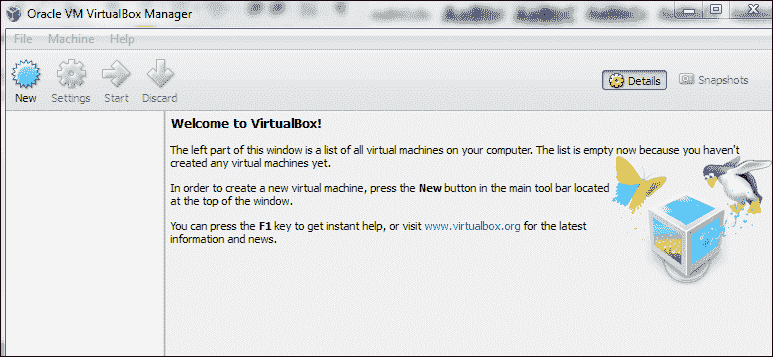 Oracle VM VirtualBox Manager
File Machine Help
New Settings Start Discard
Details Snapshots
Welcome to VirtualBox!
The left part of this window is a list of all virtual machines on your computer. The list is empty now because you haven't
created any virtual machines yet.
In order to create a new virtual machine, press the New button in the main tool bar located
at the top of the window.
You can press the F1 key to get instant help, or visit www.virtualbox.org for the latest
information and news.